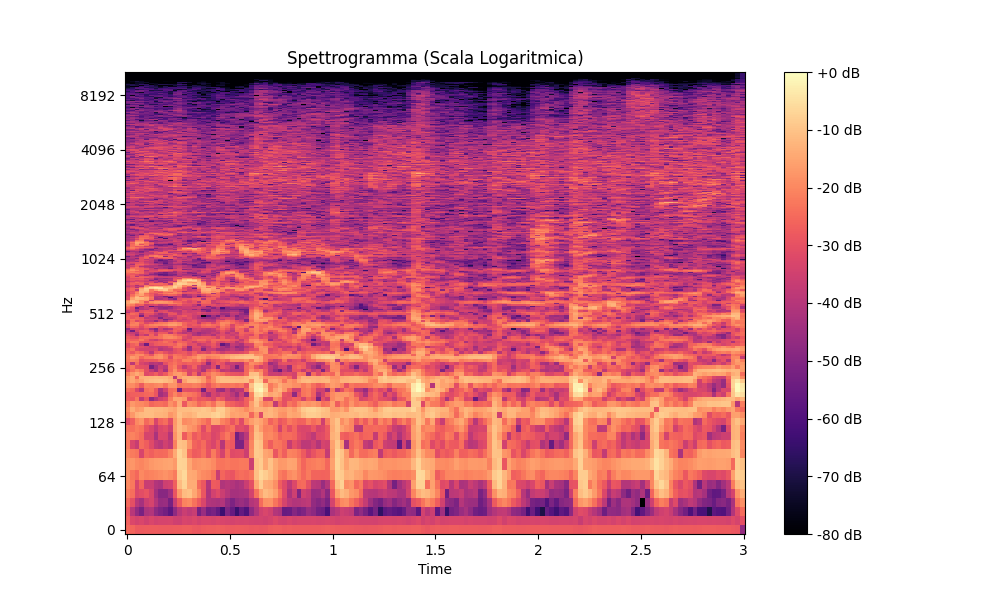 Spettrogramma (Scala Logaritmica)
Hz
8192
4096
2048
1024
512
256
128
64
0
0 0.5 1 1.5 2 2.5 3
Time
+0 dB
-10 dB
-20 dB
-30 dB
-40 dB
-50 dB
-60 dB
-70 dB
-80 dB